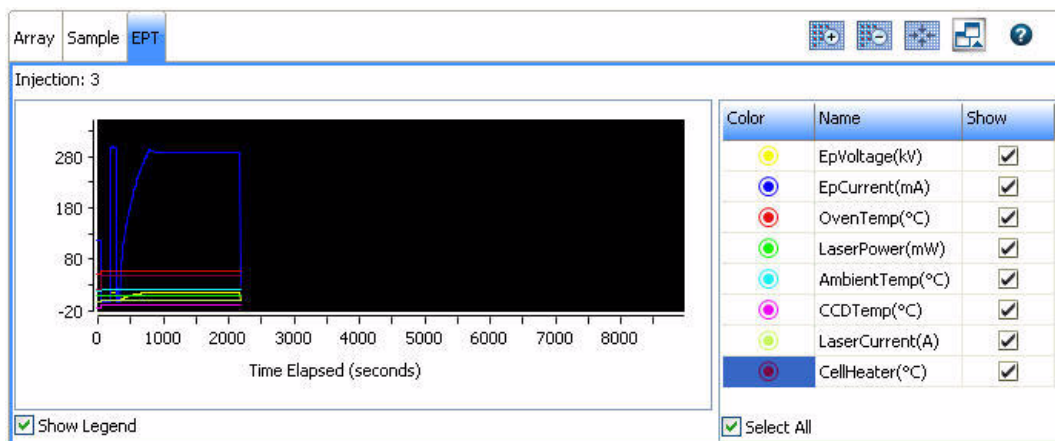 Array Sample EPT
Injection: 3
280
180
80
-20
0 1000 2000 3000 4000 5000 6000 7000 8000
Time Elapsed (seconds)
Show Legend
Color Name Show
EpVoltage(kV)
EpCurrent(mA)
OvenTemp(°C)
LaserPower(mW)
AmbientTemp(°C)
CCDTemp(°C)
LaserCurrent(A)
CellHeater(°C)
Select All